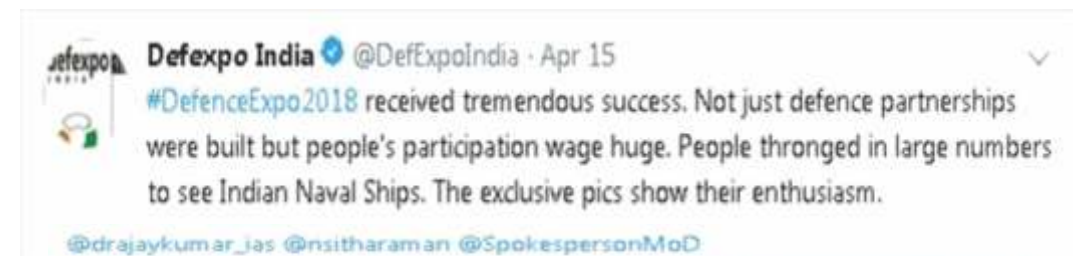 defexpo
INDIA
Defexpo India @DefExpoIndia · Apr 15
#DefenceExpo2018 received tremendous success. Not just defence partnerships
were built but people's participation wage huge. People thronged in large numbers
to see Indian Naval Ships. The exclusive pics show their enthusiasm.
@drajaykumar_ias @nsitharaman @SpokespersonMoD